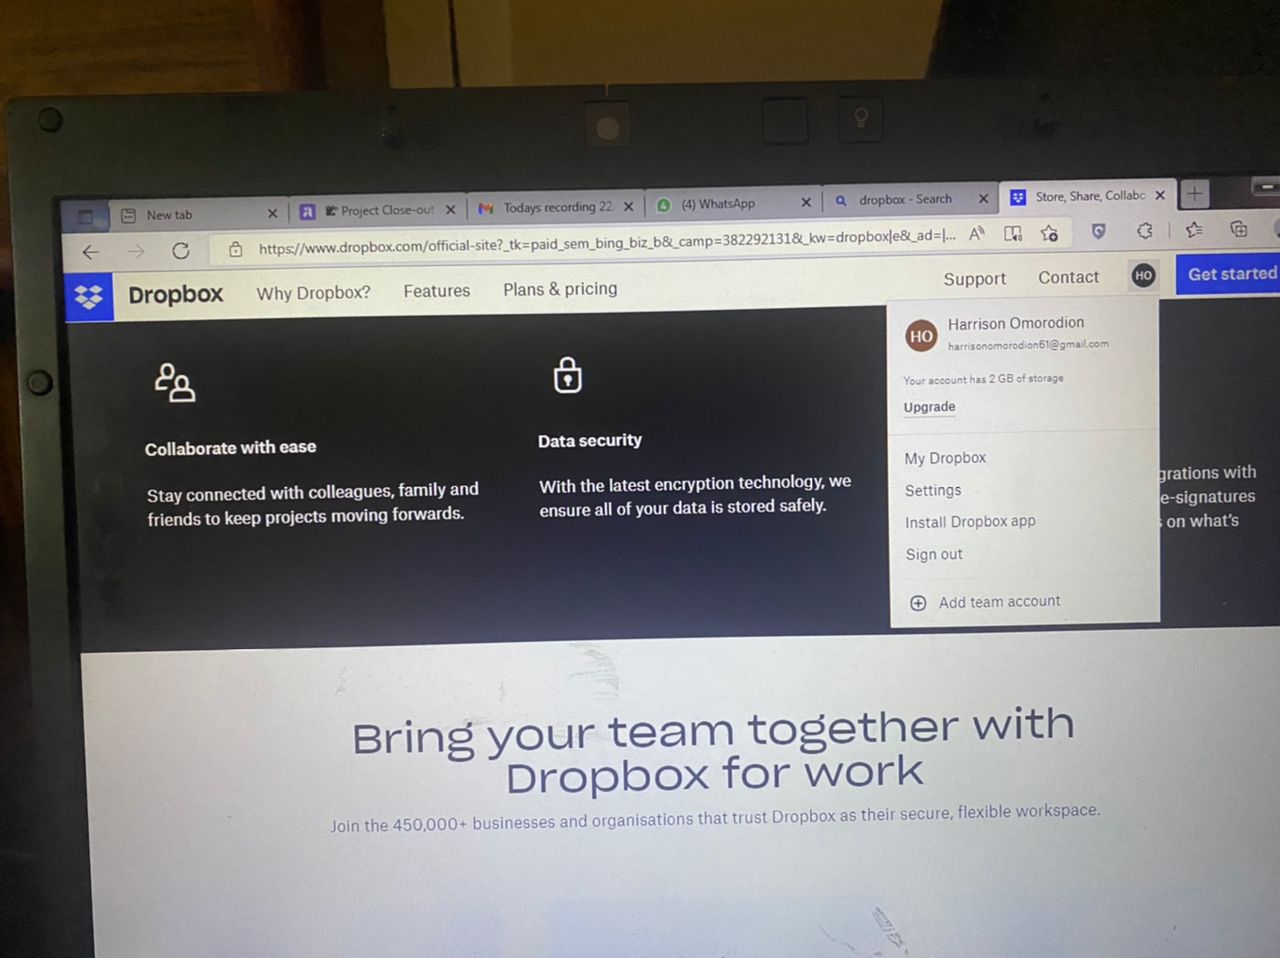 New tab
Project Close-out
Todays recording 22
(4) WhatsApp
dropbox - Search
Store, Share, Collabo
https://www.dropbox.com/official-site?_tk=paid_sem_bing_biz_b&_camp=382292131&_kw=dropbox|e&_ad=|...
Dropbox
Why Dropbox?
Features
Plans & pricing
Support
Contact
HO
Get started
HO
Harrison Omorodion
harrisonomorodion61@gmail.com
Your account has 2 GB of storage
Upgrade
My Dropbox
Settings
Install Dropbox app
Sign out
Add team account
Collaborate with ease
Stay connected with colleagues, family and
friends to keep projects moving forwards.
Data security
With the latest encryption technology, we
ensure all of your data is stored safely.
grations with
e-signatures
on what's
Bring your team together with
Dropbox for work
Join the 450,000+ businesses and organisations that trust Dropbox as their secure, flexible workspace.